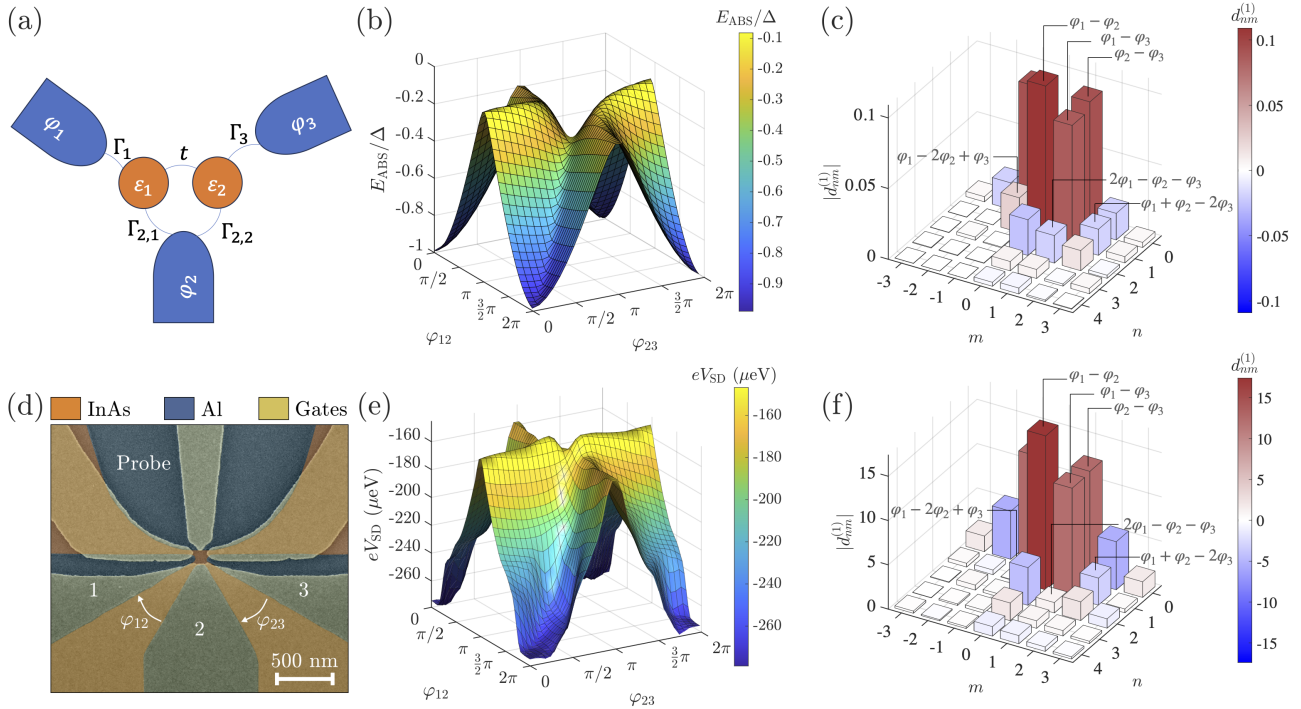 (a)
φ₁
φ₃
Γ₁
t
Γ₃
ε₁
ε₂
Γ₂,₁
Γ₂,₂
φ₂
(b)
E_ABS/Δ
E_ABS/Δ
0
-0.2
-0.4
-0.6
-0.8
-1
0
π/2
π
3/2 π
2π
φ₁₂
0
π/2
π
3/2 π
2π
φ₂₃
-0.1
-0.2
-0.3
-0.4
-0.5
-0.6
-0.7
-0.8
-0.9
(c)
d_nm^(1)
φ₁ − φ₂
φ₁ − φ₃
φ₂ − φ₃
φ₁ − 2φ₂ + φ₃
2φ₁ − φ₂ − φ₃
φ₁ + φ₂ − 2φ₃
|d_nm^(1)|
0.1
0.05
0
-3 -2 -1 0 1 2 3
m
4 3 2 1 0
n
0.1
0.05
0
-0.05
-0.1
(d)
InAs Al Gates
Probe
1
3
φ₁₂
2
φ₂₃
500 nm
(e)
eV_SD (μeV)
eV_SD (μeV)
-160
-180
-200
-220
-240
-260
0
π/2
π
3/2 π
2π
φ₁₂
0
π/2
π
3/2 π
2π
φ₂₃
-160
-180
-200
-220
-240
-260
(f)
d_nm^(1)
φ₁ − φ₂
φ₁ − φ₃
φ₂ − φ₃
φ₁ − 2φ₂ + φ₃
2φ₁ − φ₂ − φ₃
φ₁ + φ₂ − 2φ₃
|d_nm^(1)|
15
10
5
0
-3 -2 -1 0 1 2 3
m
4 3 2 1 0
n
15
10
5
0
-5
-10
-15